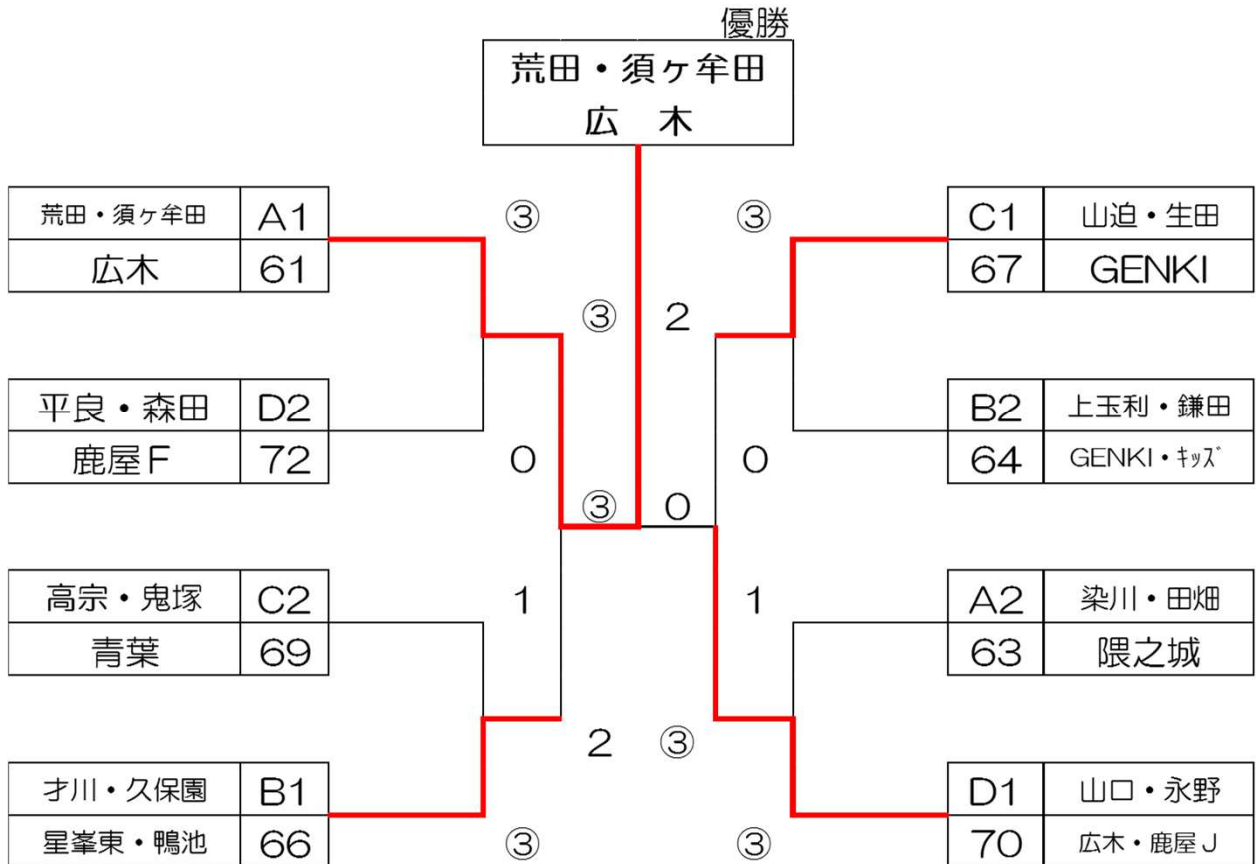 優勝
荒田・須ヶ牟田
広 木
荒田・須ヶ牟田 A1 ③ ③ C1 山迫・生田
広木 61 67 GENKI
③ 2
平良・森田 D2 B2 上玉利・鎌田
鹿屋F 72 0 0 64 GENKI・ｷｯｽﾞ
③ 0
高宗・鬼塚 C2 1 1 A2 染川・田畑
青葉 69 63 隈之城
2 ③
才川・久保園 B1 D1 山口・永野
星峯東・鴨池 66 ③ ③ 70 広木・鹿屋J